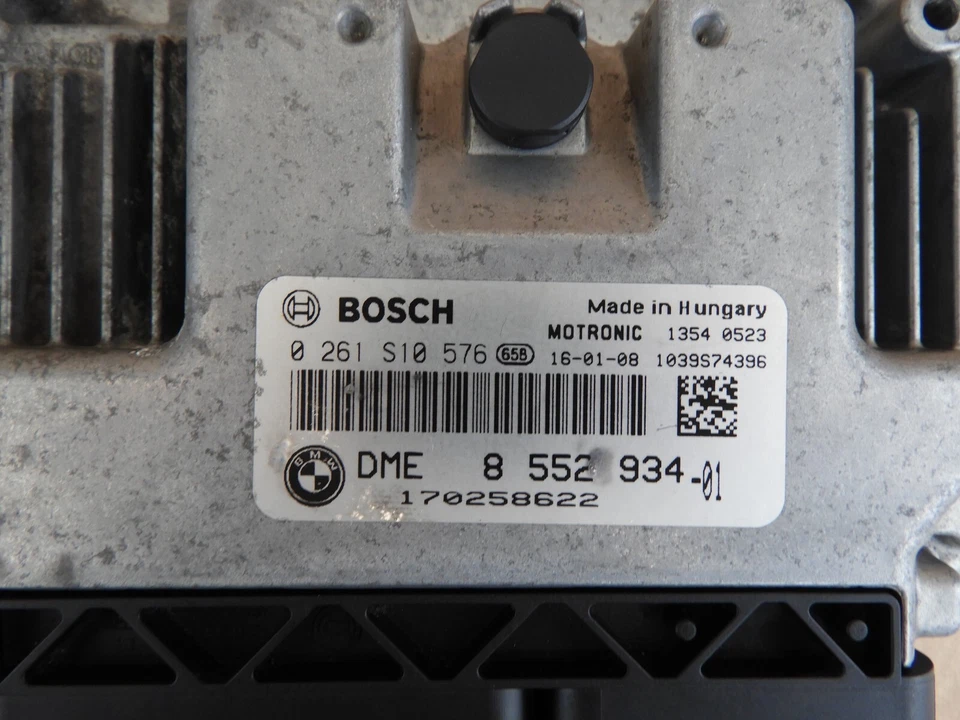 BOSCH Made in Hungary
MOTRONIC 1354 0523
0 261 S10 576 65B 16-01-08 1039S74396
BMW DME 8 552 934-01
170258622